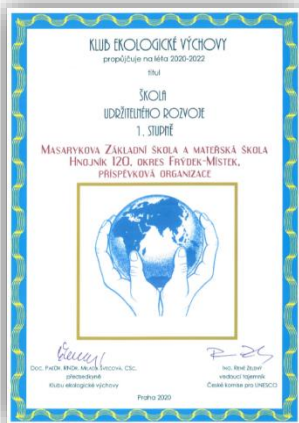 KLUB EKOLOGICKÉ VÝCHOVY
propůjčuje na léta 2020-2022
titul
ŠKOLA
UDRŽITELNÉHO ROZVOJE
1. STUPNĚ
MASARYKOVA ZÁKLADNÍ ŠKOLA A MATEŘSKÁ ŠKOLA
HNOJNÍK 120, OKRES FRÝDEK-MÍSTEK,
PŘÍSPĚVKOVÁ ORGANIZACE
DOC. PAEDR. RNDR. MILADA ŠVECOVÁ, CSC.
předsedkyně
Klubu ekologické výchovy
ING. RENÉ ZELENÝ
vedoucí tajemník
České komise pro UNESCO
Praha 2020